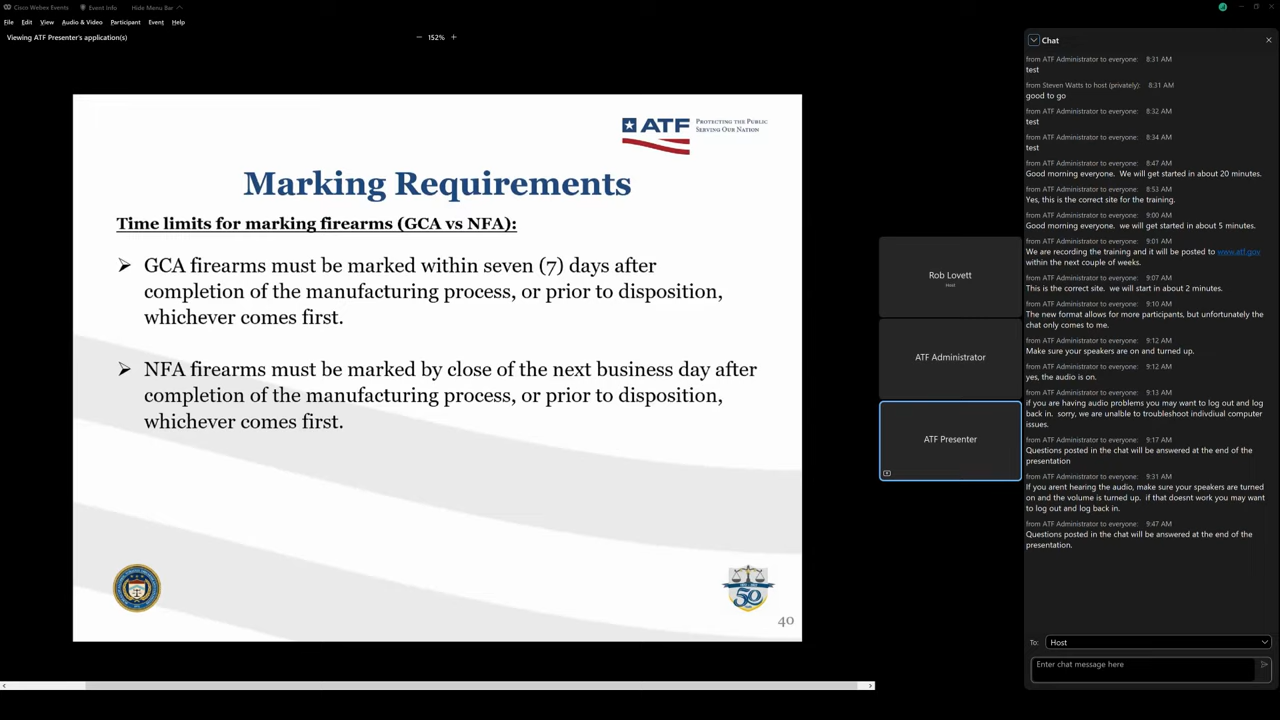 Cisco Webex Events
Event Info
Hide Menu Bar
File Edit View Audio & Video Participant Event Help
Viewing ATF Presenter's application(s)
152%
ATF
PROTECTING THE PUBLIC
SERVING OUR NATION
Marking Requirements
Time limits for marking firearms (GCA vs NFA):
GCA firearms must be marked within seven (7) days after
completion of the manufacturing process, or prior to disposition,
whichever comes first.
NFA firearms must be marked by close of the next business day after
completion of the manufacturing process, or prior to disposition,
whichever comes first.
50
40
Rob Lovett
Host
ATF Administrator
ATF Presenter
Chat
from ATF Administrator to everyone: 8:31 AM
test
from Steven Watts to host (privately): 8:31 AM
good to go
from ATF Administrator to everyone: 8:32 AM
test
from ATF Administrator to everyone: 8:34 AM
test
from ATF Administrator to everyone: 8:47 AM
Good morning everyone. We will get started in about 20 minutes.
from ATF Administrator to everyone: 8:53 AM
Yes, this is the correct site for the training.
from ATF Administrator to everyone: 9:00 AM
Good morning everyone. we will get started in about 5 minutes.
from ATF Administrator to everyone: 9:01 AM
We are recording the training and it will be posted to www.atf.gov
within the next couple of weeks.
from ATF Administrator to everyone: 9:07 AM
This is the correct site. we will start in about 2 minutes.
from ATF Administrator to everyone: 9:10 AM
The new format allows for more participants, but unfortunately the
chat only comes to me.
from ATF Administrator to everyone: 9:12 AM
Make sure your speakers are on and turned up.
from ATF Administrator to everyone: 9:12 AM
yes, the audio is on.
from ATF Administrator to everyone: 9:13 AM
if you are having audio problems you may want to log out and log
back in. sorry, we are unable to troubleshoot indivdiual computer
issues.
from ATF Administrator to everyone: 9:17 AM
Questions posted in the chat will be answered at the end of the
presentation
from ATF Administrator to everyone: 9:31 AM
If you arent hearing the audio, make sure your speakers are turned
on and the volume is turned up. if that doesnt work you may want
to log out and log back in.
from ATF Administrator to everyone: 9:47 AM
Questions posted in the chat will be answered at the end of the
presentation.
To: Host
Enter chat message here